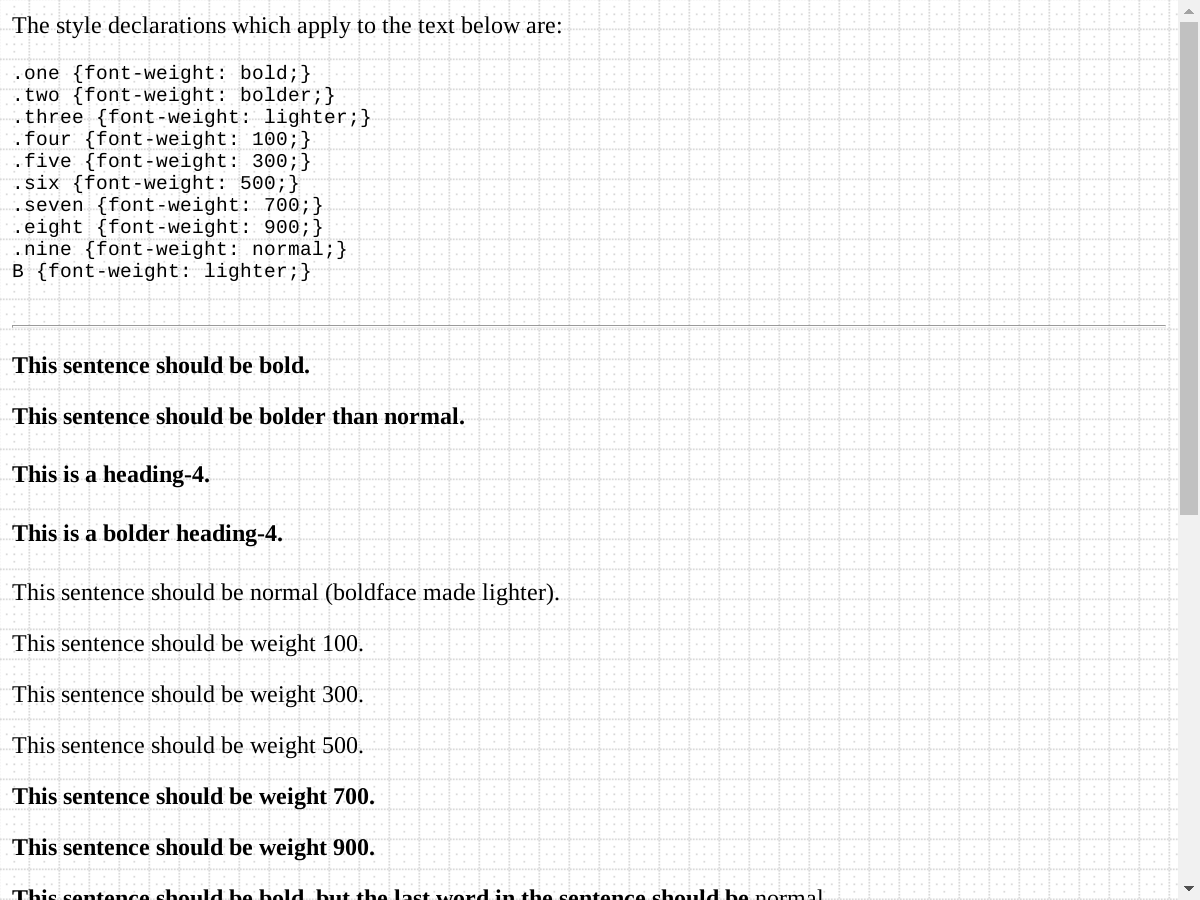 The style declarations which apply to the text below are:
.one {font-weight: bold;}
.two {font-weight: bolder;}
.three {font-weight: lighter;}
.four {font-weight: 100;}
.five {font-weight: 300;}
.six {font-weight: 500;}
.seven {font-weight: 700;}
.eight {font-weight: 900;}
.nine {font-weight: normal;}
B {font-weight: lighter;}
This sentence should be bold.
This sentence should be bolder than normal.
This is a heading-4.
This is a bolder heading-4.
This sentence should be normal (boldface made lighter).
This sentence should be weight 100.
This sentence should be weight 300.
This sentence should be weight 500.
This sentence should be weight 700.
This sentence should be weight 900.
This sentence should be bold, but the last word in the sentence should be normal.